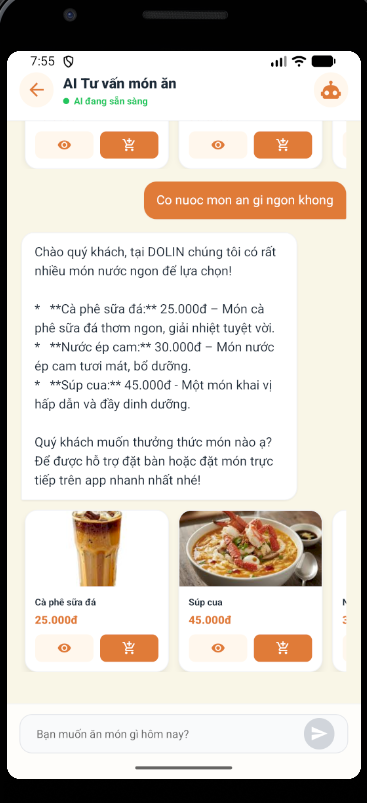 7:55
AI Tư vấn món ăn
AI đang sẵn sàng
Co nuoc mon an gi ngon khong
Chào quý khách, tại DOLIN chúng tôi có rất
nhiều món nước ngon để lựa chọn!
*   **Cà phê sữa đá:** 25.000đ – Món cà
phê sữa đá thơm ngon, giải nhiệt tuyệt vời.
*   **Nước ép cam:** 30.000đ – Món nước
ép cam tươi mát, bổ dưỡng.
*   **Súp cua:** 45.000đ - Một món khai vị
hấp dẫn và đầy dinh dưỡng.
Quý khách muốn thưởng thức món nào ạ?
Để được hỗ trợ đặt bàn hoặc đặt món trực
tiếp trên app nhanh nhất nhé!
Cà phê sữa đá
25.000đ
Súp cua
45.000đ
Bạn muốn ăn món gì hôm nay?